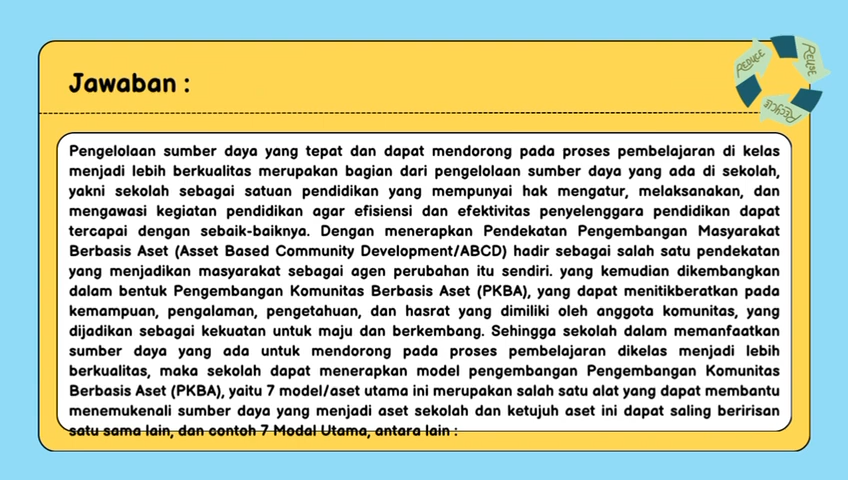 Jawaban :
REDUCE
REUSE
RECYCLE
Pengelolaan sumber daya yang tepat dan dapat mendorong pada proses pembelajaran di kelas
menjadi lebih berkualitas merupakan bagian dari pengelolaan sumber daya yang ada di sekolah,
yakni sekolah sebagai satuan pendidikan yang mempunyai hak mengatur, melaksanakan, dan
mengawasi kegiatan pendidikan agar efisiensi dan efektivitas penyelenggara pendidikan dapat
tercapai dengan sebaik-baiknya. Dengan menerapkan Pendekatan Pengembangan Masyarakat
Berbasis Aset (Asset Based Community Development/ABCD) hadir sebagai salah satu pendekatan
yang menjadikan masyarakat sebagai agen perubahan itu sendiri. yang kemudian dikembangkan
dalam bentuk Pengembangan Komunitas Berbasis Aset (PKBA), yang dapat menitikberatkan pada
kemampuan, pengalaman, pengetahuan, dan hasrat yang dimiliki oleh anggota komunitas, yang
dijadikan sebagai kekuatan untuk maju dan berkembang. Sehingga sekolah dalam memanfaatkan
sumber daya yang ada untuk mendorong pada proses pembelajaran dikelas menjadi lebih
berkualitas, maka sekolah dapat menerapkan model pengembangan Pengembangan Komunitas
Berbasis Aset (PKBA), yaitu 7 model/aset utama ini merupakan salah satu alat yang dapat membantu
menemukenali sumber daya yang menjadi aset sekolah dan ketujuh aset ini dapat saling beririsan
satu sama lain, dan contoh 7 Modal Utama, antara lain :